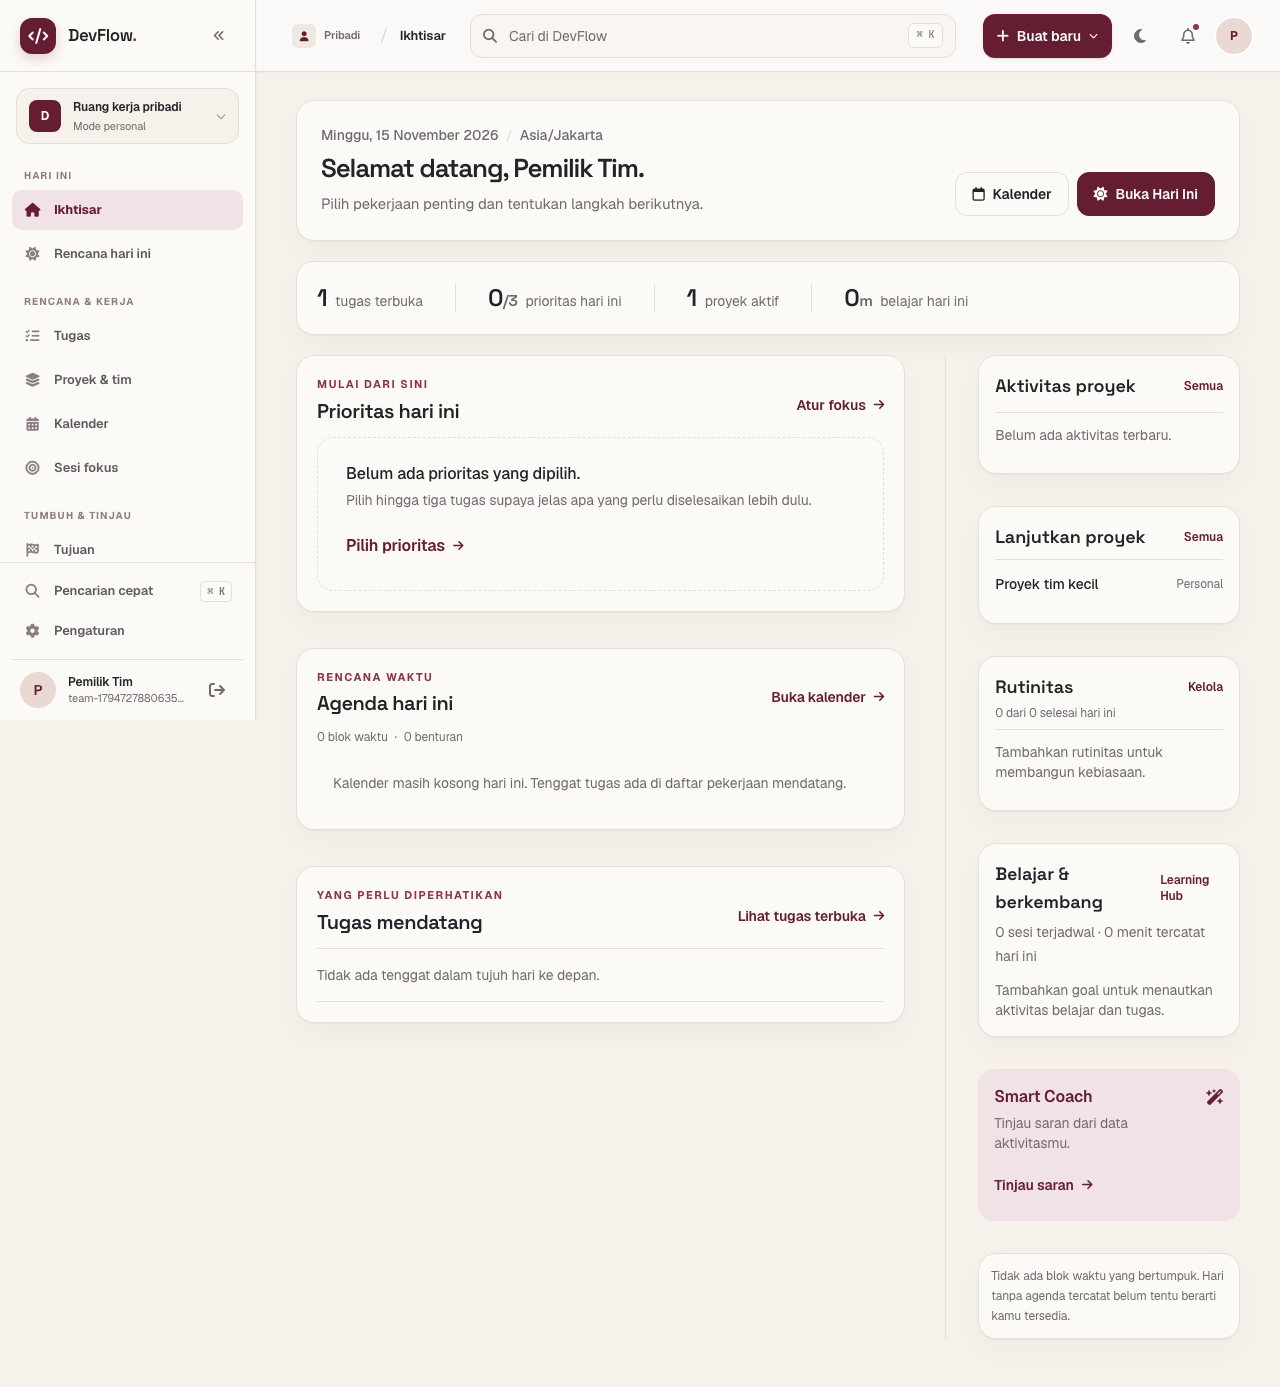 DevFlow.
Ruang kerja pribadi
D
Mode personal
HARI INI
Ikhtisar
Rencana hari ini
RENCANA & KERJA
Tugas
Proyek & tim
Kalender
Sesi fokus
TUMBUH & TINJAU
Tujuan
Pencarian cepat ⌘ K
Pengaturan
P
Pemilik Tim
team-1794727880635…
Pribadi / Ikhtisar
Cari di DevFlow ⌘ K
Buat baru
P
Minggu, 15 November 2026 / Asia/Jakarta
Selamat datang, Pemilik Tim.
Pilih pekerjaan penting dan tentukan langkah berikutnya.
Kalender
Buka Hari Ini
1 tugas terbuka
0/3 prioritas hari ini
1 proyek aktif
0m belajar hari ini
MULAI DARI SINI
Prioritas hari ini
Atur fokus
Belum ada prioritas yang dipilih.
Pilih hingga tiga tugas supaya jelas apa yang perlu diselesaikan lebih dulu.
Pilih prioritas
RENCANA WAKTU
Agenda hari ini
Buka kalender
0 blok waktu · 0 benturan
Kalender masih kosong hari ini. Tenggat tugas ada di daftar pekerjaan mendatang.
YANG PERLU DIPERHATIKAN
Tugas mendatang
Lihat tugas terbuka
Tidak ada tenggat dalam tujuh hari ke depan.
Aktivitas proyek
Semua
Belum ada aktivitas terbaru.
Lanjutkan proyek
Semua
Proyek tim kecil
Personal
Rutinitas
Kelola
0 dari 0 selesai hari ini
Tambahkan rutinitas untuk
membangun kebiasaan.
Belajar &
berkembang
Learning
Hub
0 sesi terjadwal · 0 menit tercatat
hari ini
Tambahkan goal untuk menautkan
aktivitas belajar dan tugas.
Smart Coach
Tinjau saran dari data
aktivitasmu.
Tinjau saran
Tidak ada blok waktu yang bertumpuk. Hari
tanpa agenda tercatat belum tentu berarti
kamu tersedia.